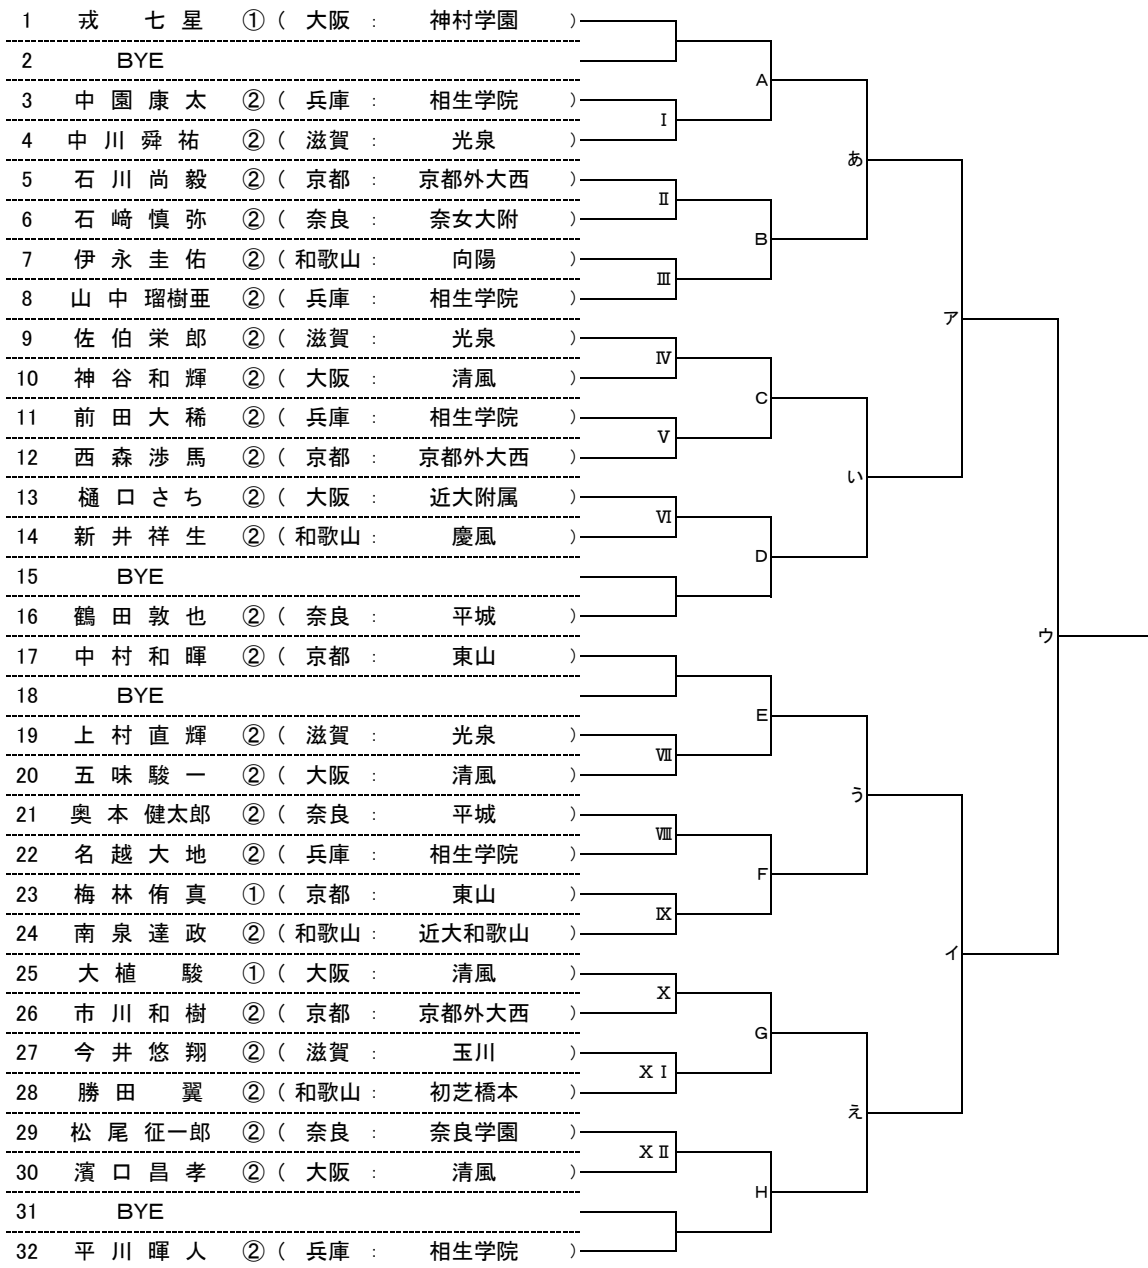 1 戎 七 星 ① ( 大阪 : 神村学園 )
2 BYE
A
3 中 園 康 太 ② ( 兵庫 : 相生学院 )
Ⅰ
4 中 川 舜 祐 ② ( 滋賀 : 光泉 )
あ
5 石 川 尚 毅 ② ( 京都 : 京都外大西 )
Ⅱ
6 石 﨑 慎 弥 ② ( 奈良 : 奈女大附 )
B
7 伊 永 圭 佑 ② ( 和歌山 : 向陽 )
Ⅲ
8 山 中 瑠樹亜 ② ( 兵庫 : 相生学院 )
ア
9 佐 伯 栄 郎 ② ( 滋賀 : 光泉 )
Ⅳ
10 神 谷 和 輝 ② ( 大阪 : 清風 )
C
11 前 田 大 稀 ② ( 兵庫 : 相生学院 )
Ⅴ
12 西 森 渉 馬 ② ( 京都 : 京都外大西 )
い
13 樋 口 さ ち ② ( 大阪 : 近大附属 )
Ⅵ
14 新 井 祥 生 ② ( 和歌山 : 慶風 )
D
15 BYE
16 鶴 田 敦 也 ② ( 奈良 : 平城 )
ウ
17 中 村 和 暉 ② ( 京都 : 東山 )
18 BYE
E
19 上 村 直 輝 ② ( 滋賀 : 光泉 )
Ⅶ
20 五 味 駿 一 ② ( 大阪 : 清風 )
う
21 奥 本 健太郎 ② ( 奈良 : 平城 )
Ⅷ
22 名 越 大 地 ② ( 兵庫 : 相生学院 )
F
23 梅 林 侑 真 ① ( 京都 : 東山 )
Ⅸ
24 南 泉 達 政 ② ( 和歌山 : 近大和歌山 )
イ
25 大 植 駿 ① ( 大阪 : 清風 )
Ⅹ
26 市 川 和 樹 ② ( 京都 : 京都外大西 )
G
27 今 井 悠 翔 ② ( 滋賀 : 玉川 )
ⅩⅠ
28 勝 田 翼 ② ( 和歌山 : 初芝橋本 )
え
29 松 尾 征一郎 ② ( 奈良 : 奈良学園 )
ⅩⅡ
30 濱 口 昌 孝 ② ( 大阪 : 清風 )
H
31 BYE
32 平 川 暉 人 ② ( 兵庫 : 相生学院 )